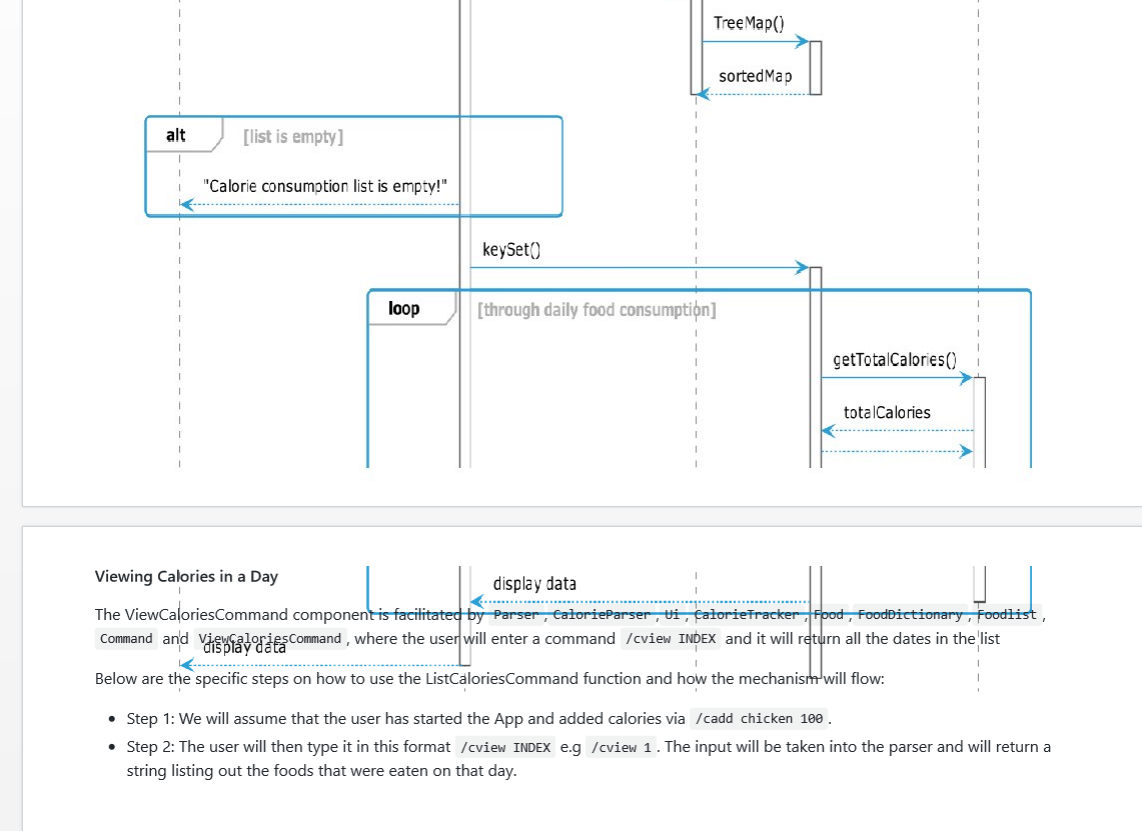 TreeMap()
sortedMap
alt [list is empty]
"Calorie consumption list is empty!"
keySet()
loop [through daily food consumption]
getTotalCalories()
totalCalories
Viewing Calories in a Day
display data
The ViewCaloriesCommand component is facilitated by Parser , CalorieParser , Ui , CalorieTracker , Food , FoodDictionary , Foodlist ,
Command and ViewCaloriesCommand , where the user will enter a command /cview INDEX and it will return all the dates in the list
display data
Below are the specific steps on how to use the ListCaloriesCommand function and how the mechanism will flow:
• Step 1: We will assume that the user has started the App and added calories via /cadd chicken 100 .
• Step 2: The user will then type it in this format /cview INDEX e.g /cview 1 . The input will be taken into the parser and will return a
string listing out the foods that were eaten on that day.